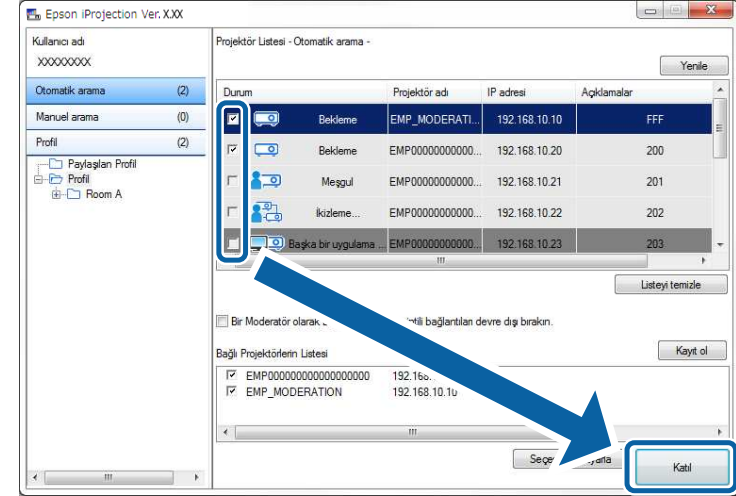 Epson iProjection Ver. X.XX
Kullanıcı adı
XXXXXXXX
Otomatik arama (2)
Manuel arama (0)
Profil (2)
Paylaşılan Profil
Profil
Room A
Projektör Listesi - Otomatik arama -
Yenile
Durum Projektör adı IP adresi Açıklamalar
Bekleme EMP_MODERATI... 192.168.10.10 FFF
Bekleme EMP00000000000... 192.168.10.20 200
Meşgul EMP00000000000... 192.168.10.21 201
İkizleme... EMP00000000000... 192.168.10.22 202
Başka bir uygulama ... EMP00000000000... 192.168.10.23 203
Listeyi temizle
Bir Moderatör olarak bağlantıları devre dışı bırakın.
Bağlı Projektörlerin Listesi
Kayıt ol
EMP000000000000000000 192.168.
EMP_MODERATION 192.168.10.10
Katıl